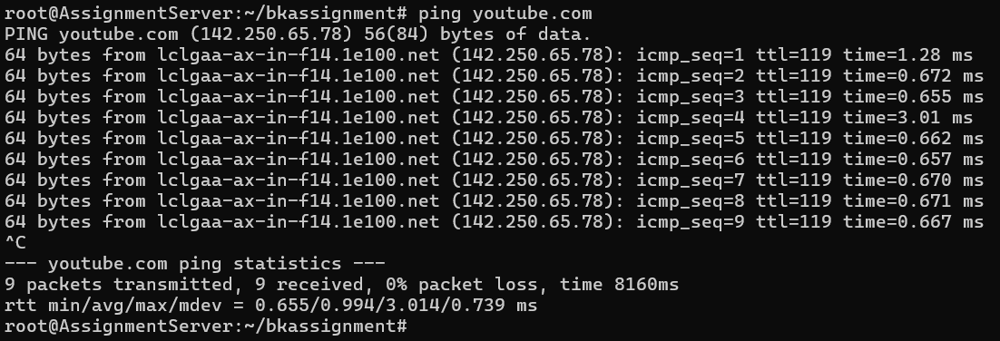 root@AssignmentServer:~/bkassignment# ping youtube.com
PING youtube.com (142.250.65.78) 56(84) bytes of data.
64 bytes from lclgaa-ax-in-f14.1e100.net (142.250.65.78): icmp_seq=1 ttl=119 time=1.28 ms
64 bytes from lclgaa-ax-in-f14.1e100.net (142.250.65.78): icmp_seq=2 ttl=119 time=0.672 ms
64 bytes from lclgaa-ax-in-f14.1e100.net (142.250.65.78): icmp_seq=3 ttl=119 time=0.655 ms
64 bytes from lclgaa-ax-in-f14.1e100.net (142.250.65.78): icmp_seq=4 ttl=119 time=3.01 ms
64 bytes from lclgaa-ax-in-f14.1e100.net (142.250.65.78): icmp_seq=5 ttl=119 time=0.662 ms
64 bytes from lclgaa-ax-in-f14.1e100.net (142.250.65.78): icmp_seq=6 ttl=119 time=0.657 ms
64 bytes from lclgaa-ax-in-f14.1e100.net (142.250.65.78): icmp_seq=7 ttl=119 time=0.670 ms
64 bytes from lclgaa-ax-in-f14.1e100.net (142.250.65.78): icmp_seq=8 ttl=119 time=0.671 ms
64 bytes from lclgaa-ax-in-f14.1e100.net (142.250.65.78): icmp_seq=9 ttl=119 time=0.667 ms
^C
--- youtube.com ping statistics ---
9 packets transmitted, 9 received, 0% packet loss, time 8160ms
rtt min/avg/max/mdev = 0.655/0.994/3.014/0.739 ms
root@AssignmentServer:~/bkassignment#